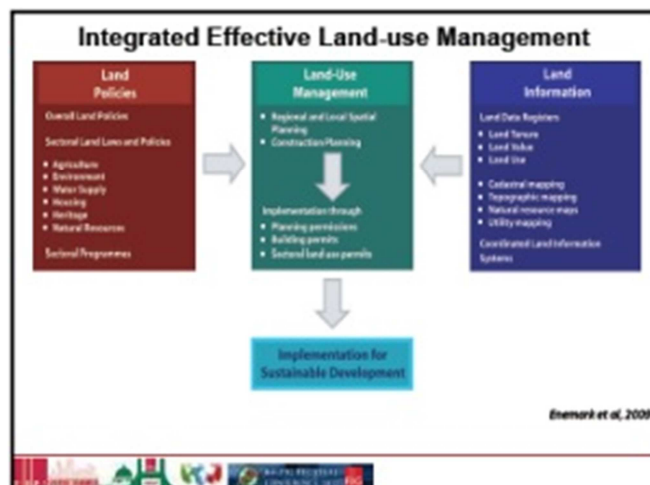 Integrated Effective Land-use Management
Land
Policies
Overall Land Policies
Sectoral Land Laws and Policies
Agriculture
Environment
Water Supply
Housing
Heritage
Natural Resources
Sectoral Programmes
Land-Use
Management
Regional and Local Spatial
Planning
Construction Planning
Implementation through
Planning permissions
Building permits
Sectoral land use permits
Land
Information
Land Data Registers
Land Tenure
Land Value
Land Use
Cadastral mapping
Topographic mapping
Natural resource maps
Utility mapping
Coordinated Land Information
Systems
Implementation for
Sustainable Development
Enemark et al, 2009